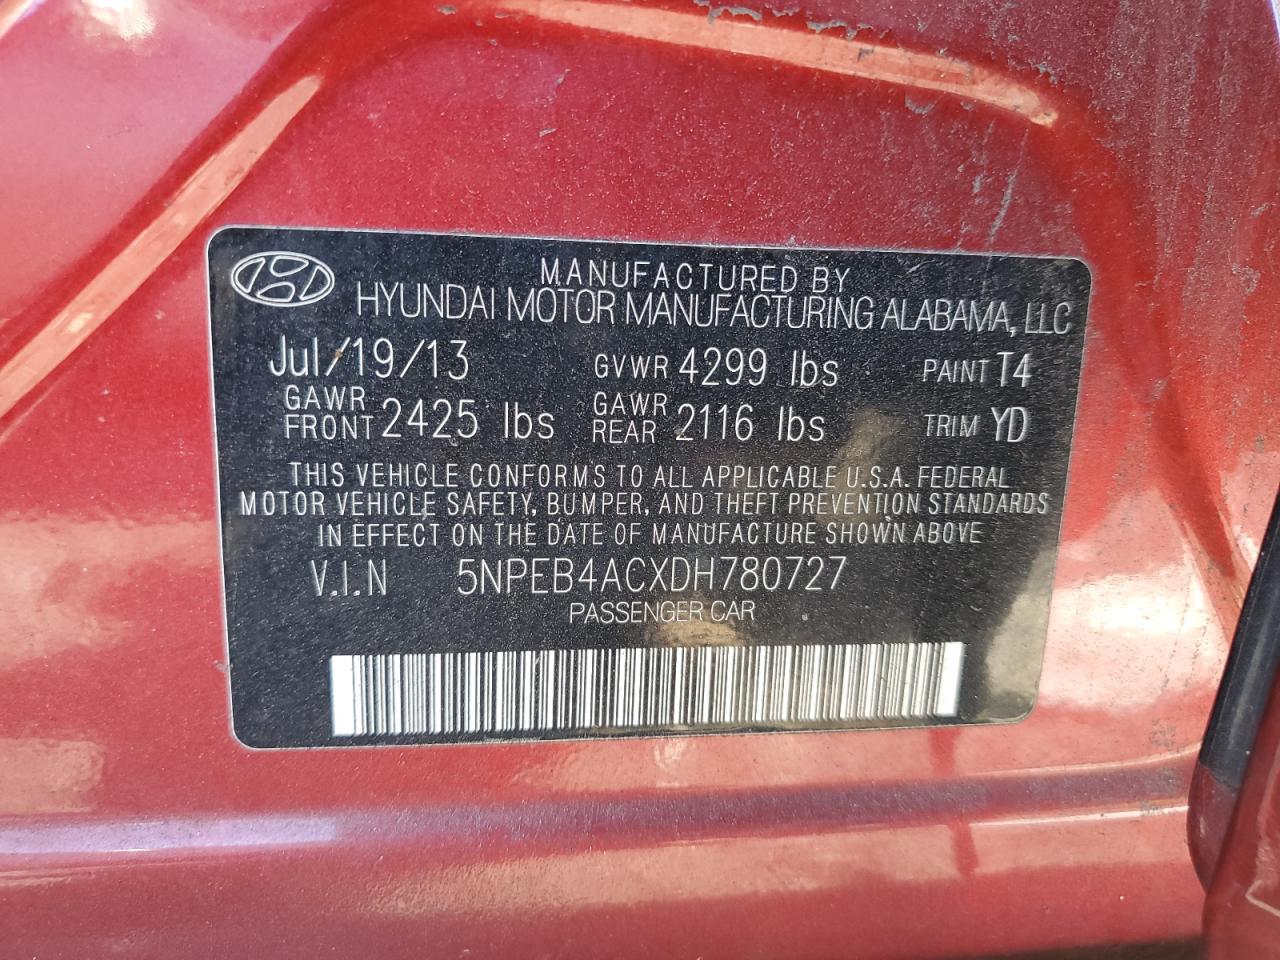 MANUFACTURED BY
HYUNDAI MOTOR MANUFACTURING ALABAMA, LLC
Jul/19/13 GVWR 4299 lbs PAINT T4
GAWR FRONT 2425 lbs GAWR REAR 2116 lbs TRIM YD
THIS VEHICLE CONFORMS TO ALL APPLICABLE U.S.A. FEDERAL
MOTOR VEHICLE SAFETY, BUMPER, AND THEFT PREVENTION STANDARDS
IN EFFECT ON THE DATE OF MANUFACTURE SHOWN ABOVE
V.I.N 5NPEB4ACXDH780727
PASSENGER CAR